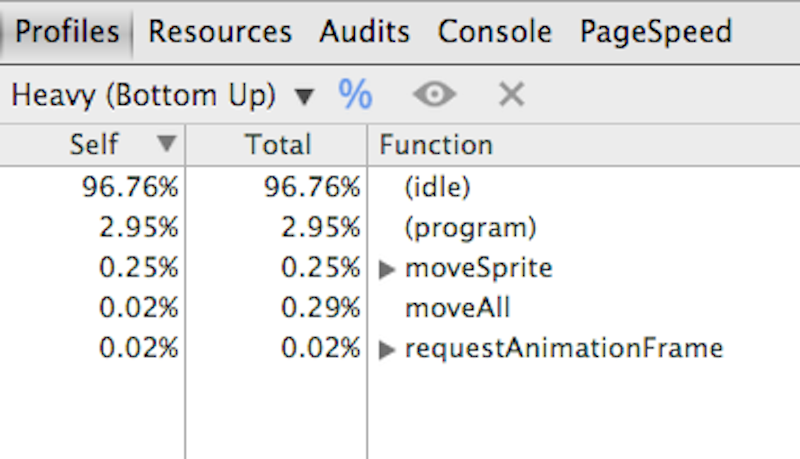 Profiles Resources Audits Console PageSpeed
Heavy (Bottom Up) ▼ %
Self ▼ Total Function
96.76% 96.76% (idle)
2.95% 2.95% (program)
0.25% 0.25% ▶ moveSprite
0.02% 0.29% moveAll
0.02% 0.02% ▶ requestAnimationFrame